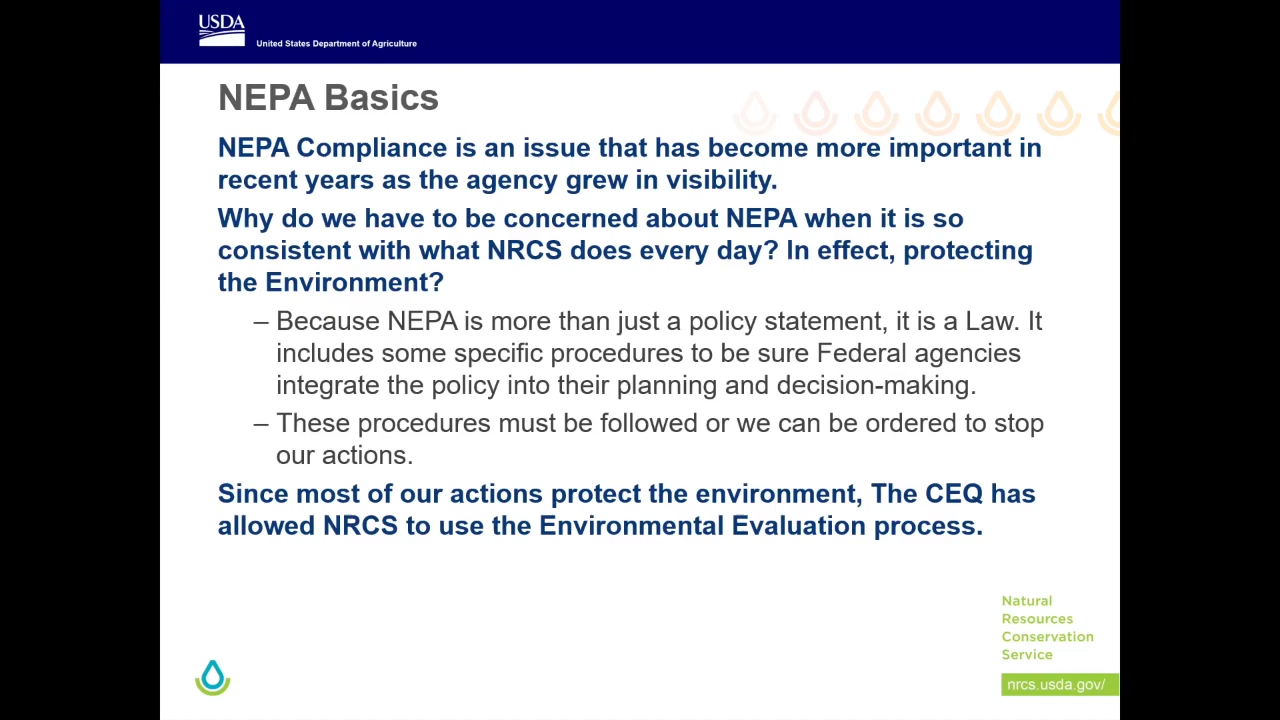 USDA
United States Department of Agriculture
NEPA Basics
NEPA Compliance is an issue that has become more important in
recent years as the agency grew in visibility.
Why do we have to be concerned about NEPA when it is so
consistent with what NRCS does every day? In effect, protecting
the Environment?
– Because NEPA is more than just a policy statement, it is a Law. It
includes some specific procedures to be sure Federal agencies
integrate the policy into their planning and decision-making.
– These procedures must be followed or we can be ordered to stop
our actions.
Since most of our actions protect the environment, The CEQ has
allowed NRCS to use the Environmental Evaluation process.
Natural
Resources
Conservation
Service
nrcs.usda.gov/